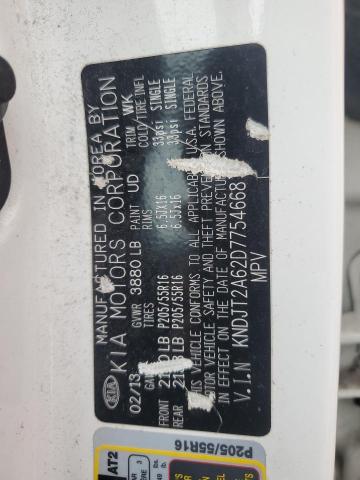 MANUFACTURED IN KOREA BY
KIA MOTORS CORPORATION
KIA
02/13 GVWR 3880 LB PAINT UD TRIM WK
TIRES RIMS COLD TIRE INFL
FRONT LB P205/55R16 6.5JX16 33psi SINGLE
REAR LB P205/55R16 6.5JX16 33psi SINGLE
THIS VEHICLE CONFORMS TO ALL APPLICABLE U.S.A. FEDERAL
MOTOR VEHICLE SAFETY AND THEFT PREVENTION STANDARDS
IN EFFECT ON THE DATE OF MANUFACTURE SHOWN ABOVE.
V.I.N KNDJT2A62D7754668
MPV
P205/55R16